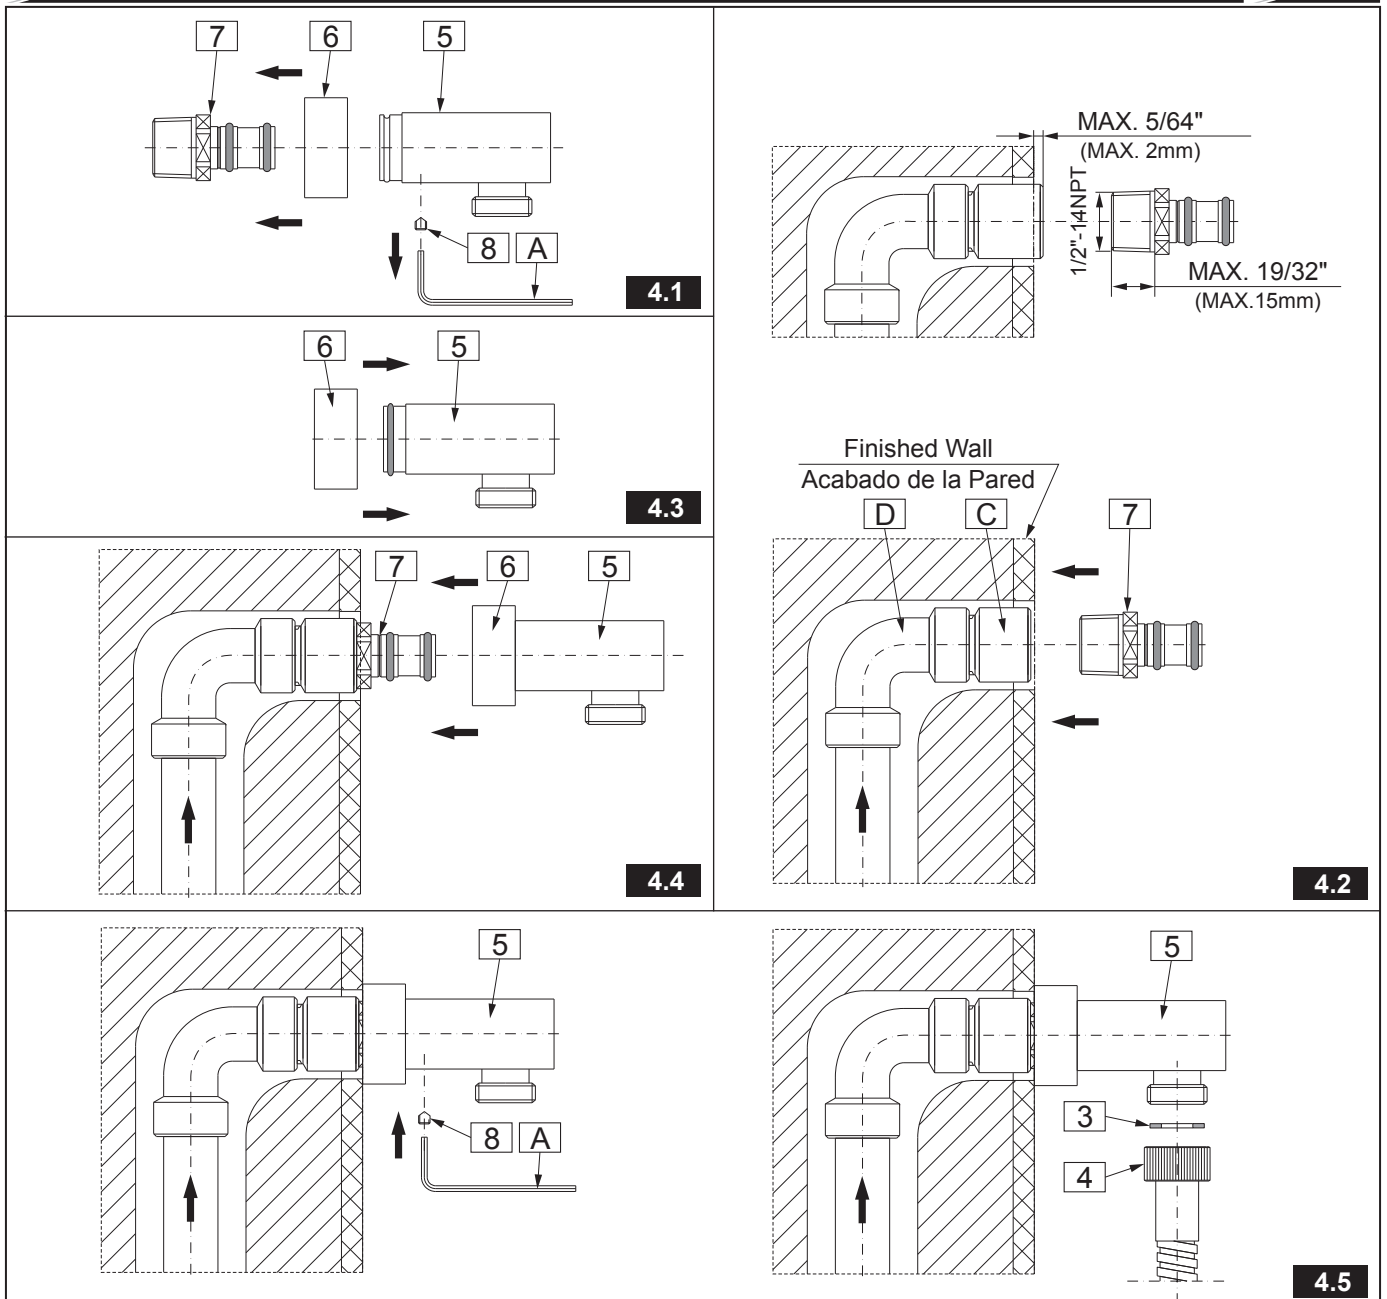 7
6
5
8
A
4.1
MAX. 5/64"
(MAX. 2mm)
1/2"-14NPT
MAX. 19/32"
(MAX.15mm)
Finished Wall
Acabado de la Pared
D
C
7
4.2
6
5
4.3
7
6
5
4.4
5
8
A
5
3
4
4.5